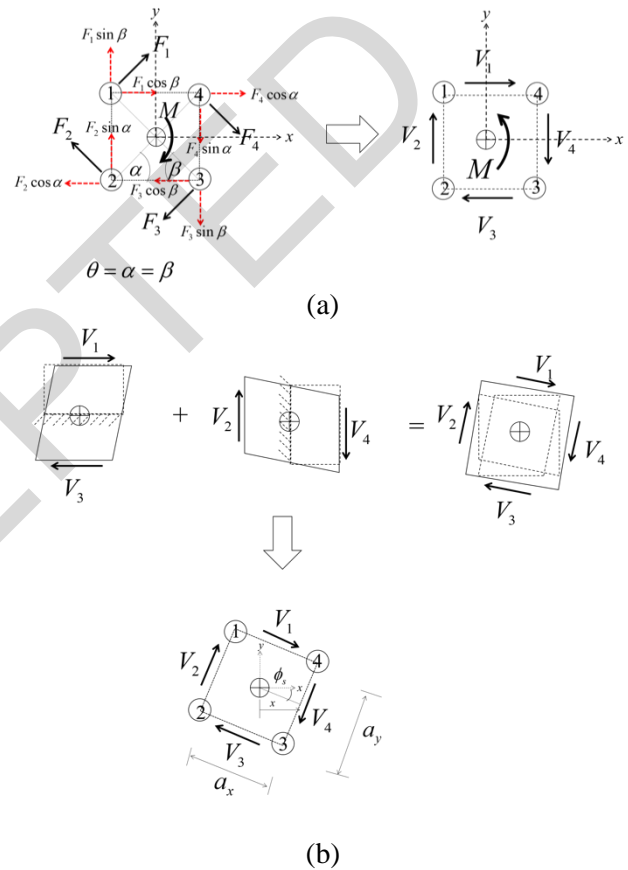 y
F₁ sin β
F₁
1
F₁ cos β
4
F₄ cos α
M
F₂
F₂ sin α
x
F₄
F₄ sin α
2
α
β
3
F₂ cos α
F₃ cos β
F₃
F₃ sin β
θ = α = β
y
V₁
1
4
V₂
x
V₄
M
2
3
V₃
(a)
V₁
V₃
+
V₂
V₄
=
V₁
V₂
V₄
V₃
1
V₁
4
V₂
y
ϕₛ
x
x
V₄
2
3
V₃
aₓ
a_y
(b)
EPTED